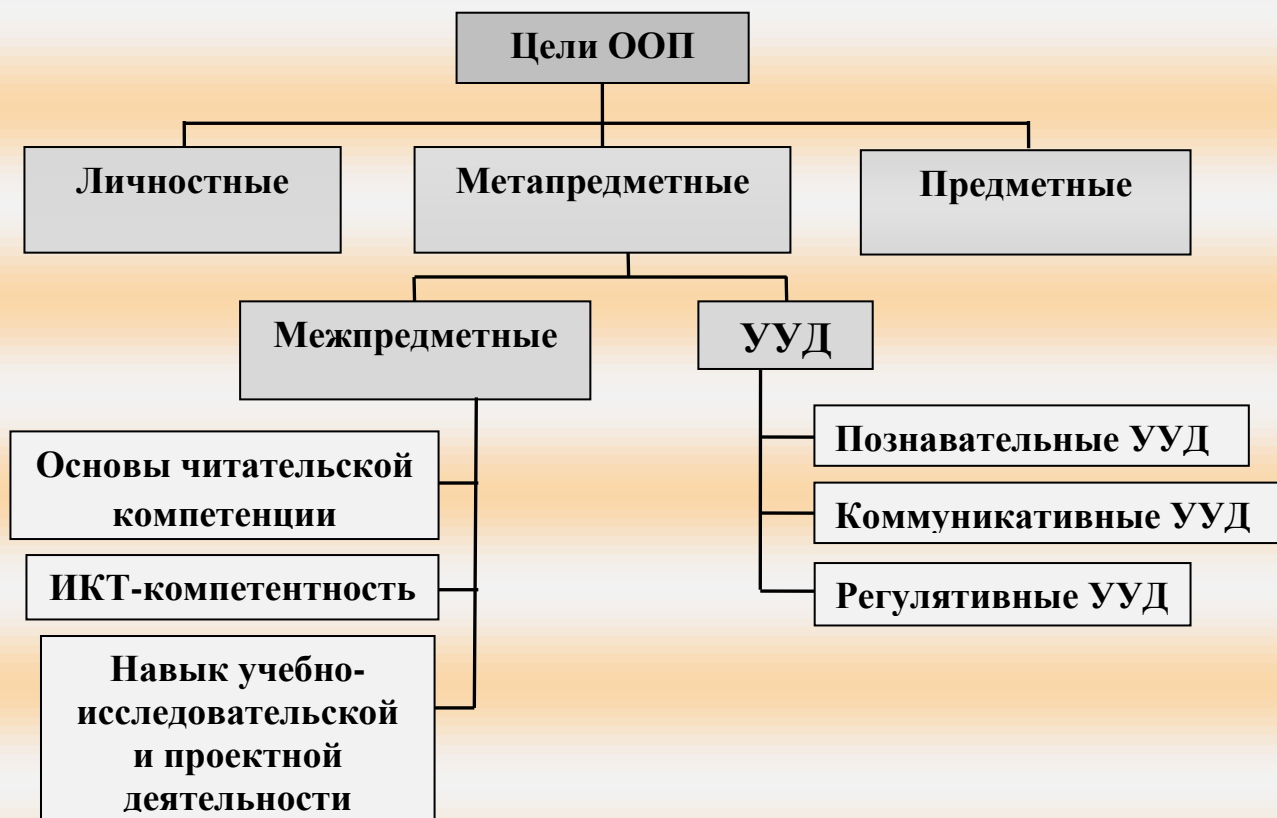 Цели ООП
Личностные
Метапредметные
Предметные
Межпредметные
УУД
Основы читательской
компетенции
ИКТ-компетентность
Навык учебно-
исследовательской
и проектной
деятельности
Познавательные УУД
Коммуникативные УУД
Регулятивные УУД